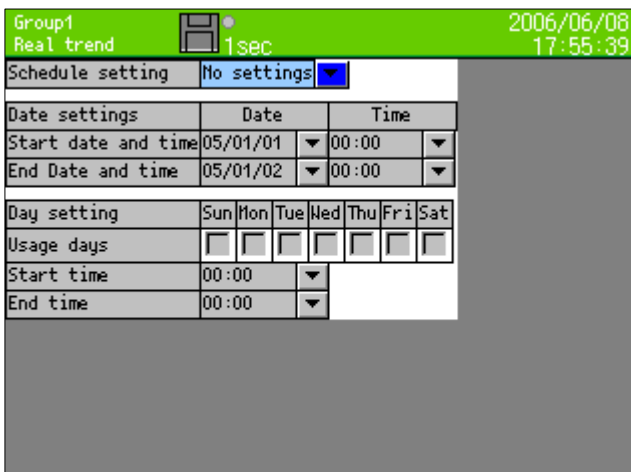 Group1 2006/06/08
Real trend 1sec 17:55:39
Schedule setting No settings
Date settings Date Time
Start date and time 05/01/01 00:00
End Date and time 05/01/02 00:00
Day setting Sun Mon Tue Wed Thu Fri Sat
Usage days
Start time 00:00
End time 00:00